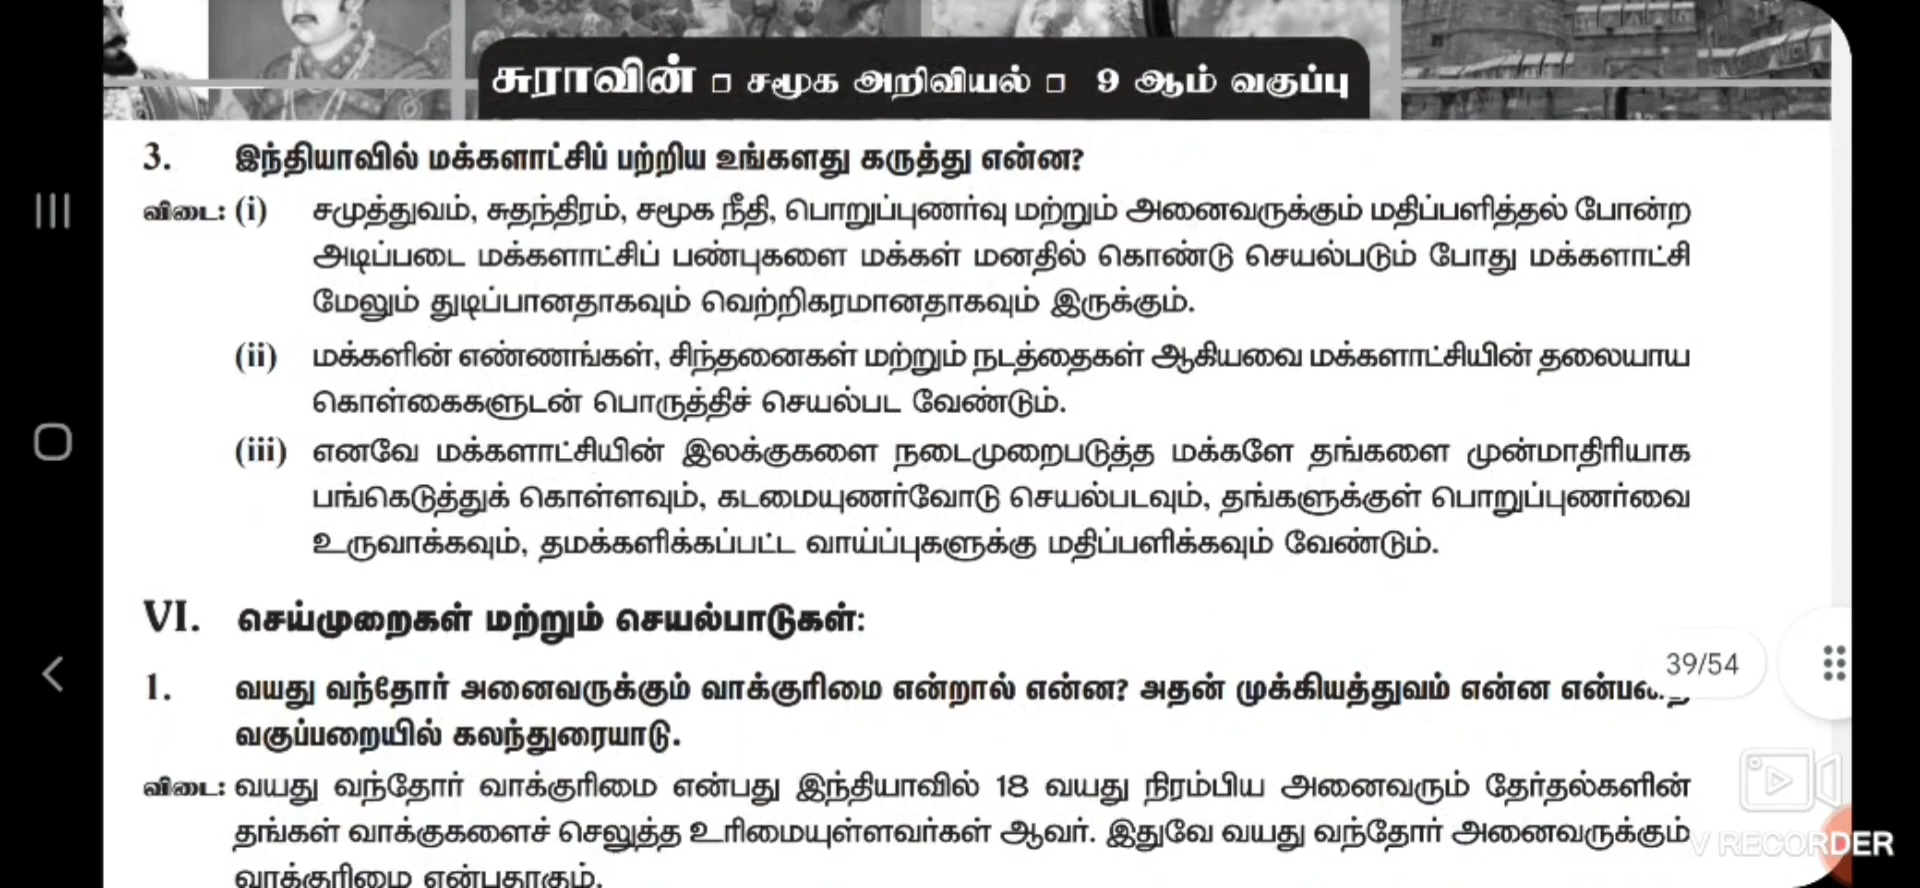 சுராவின் □ சமூக அறிவியல் □ 9 ஆம் வகுப்பு
3. இந்தியாவில் மக்களாட்சிப் பற்றிய உங்களது கருத்து என்ன?
விடை: (i) சமுத்துவம், சுதந்திரம், சமூக நீதி, பொறுப்புணர்வு மற்றும் அனைவருக்கும் மதிப்பளித்தல் போன்ற
அடிப்படை மக்களாட்சிப் பண்புகளை மக்கள் மனதில் கொண்டு செயல்படும் போது மக்களாட்சி
மேலும் துடிப்பானதாகவும் வெற்றிகரமானதாகவும் இருக்கும்.
(ii) மக்களின் எண்ணங்கள், சிந்தனைகள் மற்றும் நடத்தைகள் ஆகியவை மக்களாட்சியின் தலையாய
கொள்கைகளுடன் பொருத்திச் செயல்பட வேண்டும்.
(iii) எனவே மக்களாட்சியின் இலக்குகளை நடைமுறைபடுத்த மக்களே தங்களை முன்மாதிரியாக
பங்கெடுத்துக் கொள்ளவும், கடமையுணர்வோடு செயல்படவும், தங்களுக்குள் பொறுப்புணர்வை
உருவாக்கவும், தமக்களிக்கப்பட்ட வாய்ப்புகளுக்கு மதிப்பளிக்கவும் வேண்டும்.
VI. செய்முறைகள் மற்றும் செயல்பாடுகள்:
39/54
1. வயது வந்தோர் அனைவருக்கும் வாக்குரிமை என்றால் என்ன? அதன் முக்கியத்துவம் என்ன
வகுப்பறையில் கலந்துரையாடு.
விடை: வயது வந்தோர் வாக்குரிமை என்பது இந்தியாவில் 18 வயது நிரம்பிய அனைவரும் தேர்தல்களின்
தங்கள் வாக்குகளைச் செலுத்த உரிமையுள்ளவர்கள் ஆவர். இதுவே வயது வந்தோர் அனைவருக்கும்
வாக்குரிமை என்பதாகும்.
V RECORDER